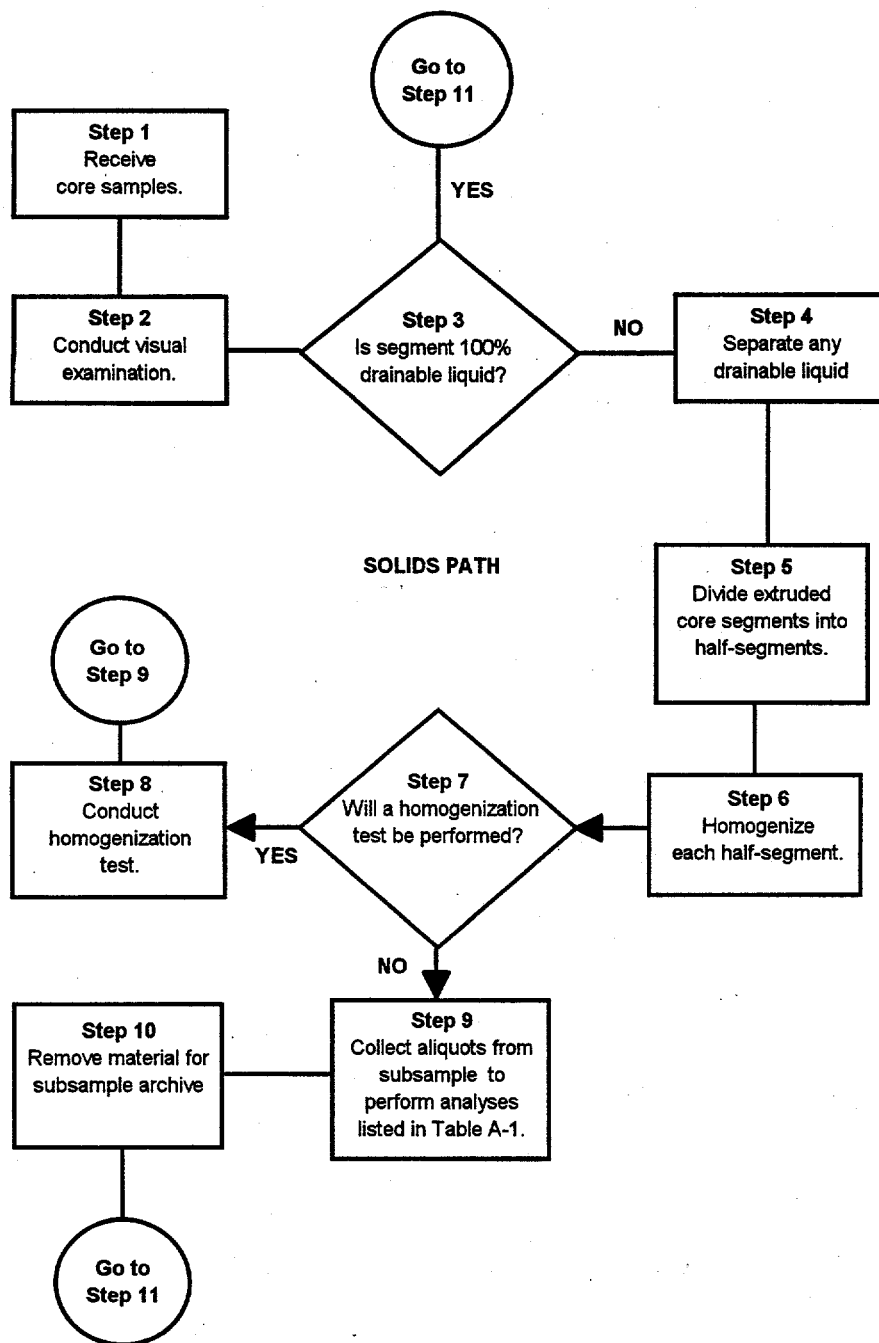 Go to
Step 11
Step 1
Receive
core samples.
YES
Step 2
Conduct visual
examination.
Step 3
Is segment 100%
drainable liquid?
NO
Step 4
Separate any
drainable liquid
SOLIDS PATH
Step 5
Divide extruded
core segments into
half-segments.
Go to
Step 9
Step 8
Conduct
homogenization
test.
YES
Step 7
Will a homogenization
test be performed?
Step 6
Homogenize
each half-segment.
NO
Step 10
Remove material for
subsample archive
Step 9
Collect aliquots from
subsample to
perform analyses
listed in Table A-1.
Go to
Step 11